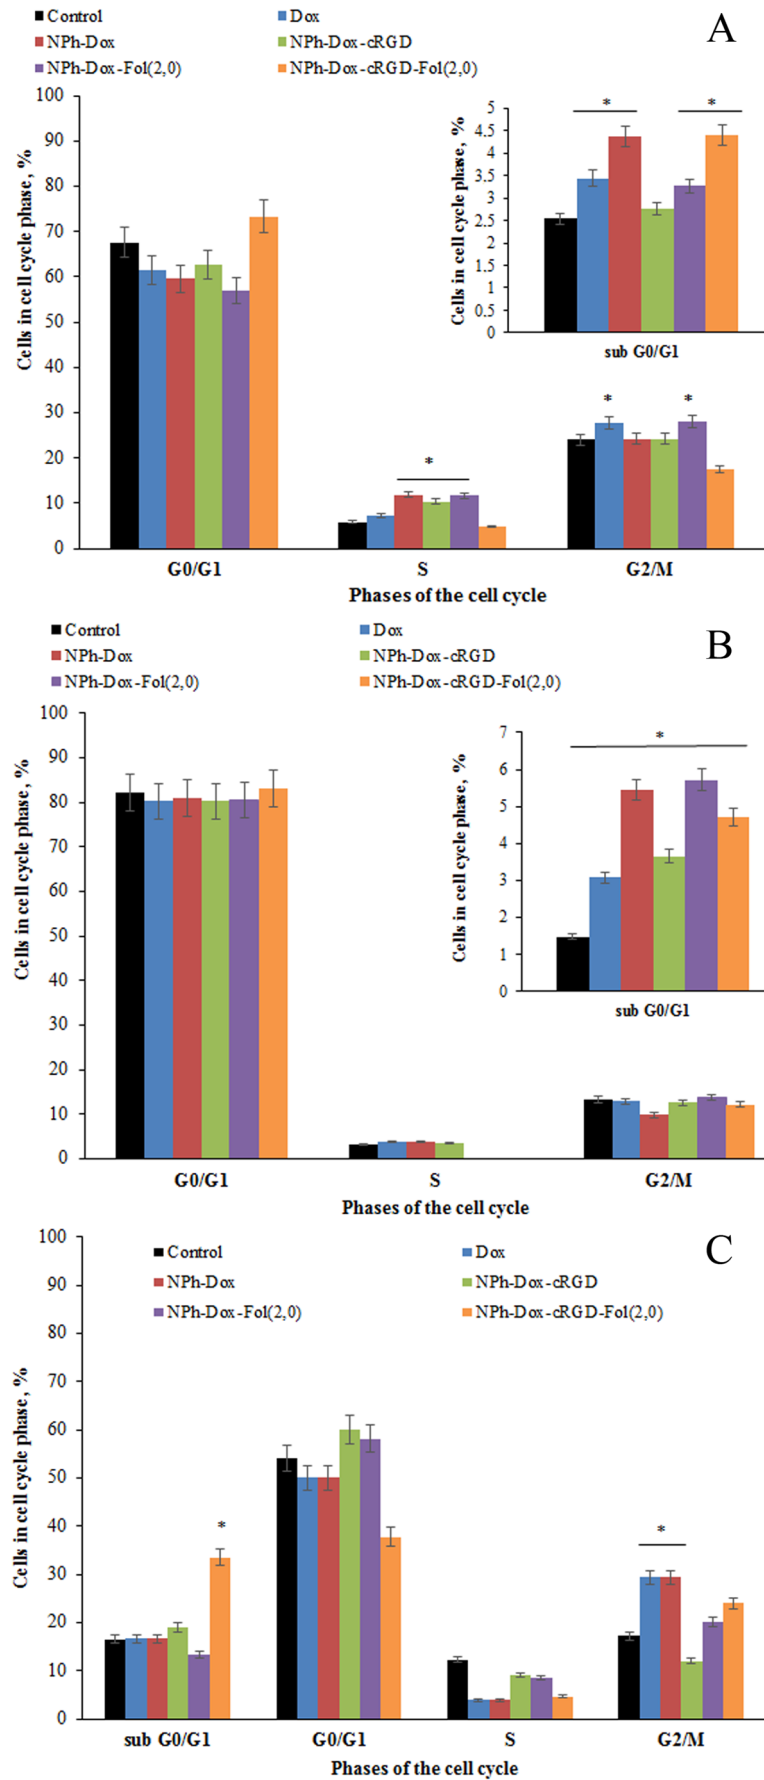 Control Dox
NPh-Dox NPh-Dox-cRGD
NPh-Dox-Fol(2,0) NPh-Dox-cRGD-Fol(2,0)
A
Cells in cell cycle phase, %
100
90
80
70
60
50
40
30
20
10
0
*
* *
G0/G1 S G2/M
Phases of the cell cycle
Cells in cell cycle phase, %
5
4.5
4
3.5
3
2.5
2
1.5
1
0.5
0
* *
sub G0/G1
Control Dox
NPh-Dox NPh-Dox-cRGD
NPh-Dox-Fol(2,0) NPh-Dox-cRGD-Fol(2,0)
B
Cells in cell cycle phase, %
100
90
80
70
60
50
40
30
20
10
0
G0/G1 S G2/M
Phases of the cell cycle
Cells in cell cycle phase, %
7
6
5
4
3
2
1
0
*
sub G0/G1
Control Dox
NPh-Dox NPh-Dox-cRGD
NPh-Dox-Fol(2,0) NPh-Dox-cRGD-Fol(2,0)
C
Cells in cell cycle phase, %
100
90
80
70
60
50
40
30
20
10
0
* *
sub G0/G1 G0/G1 S G2/M
Phases of the cell cycle